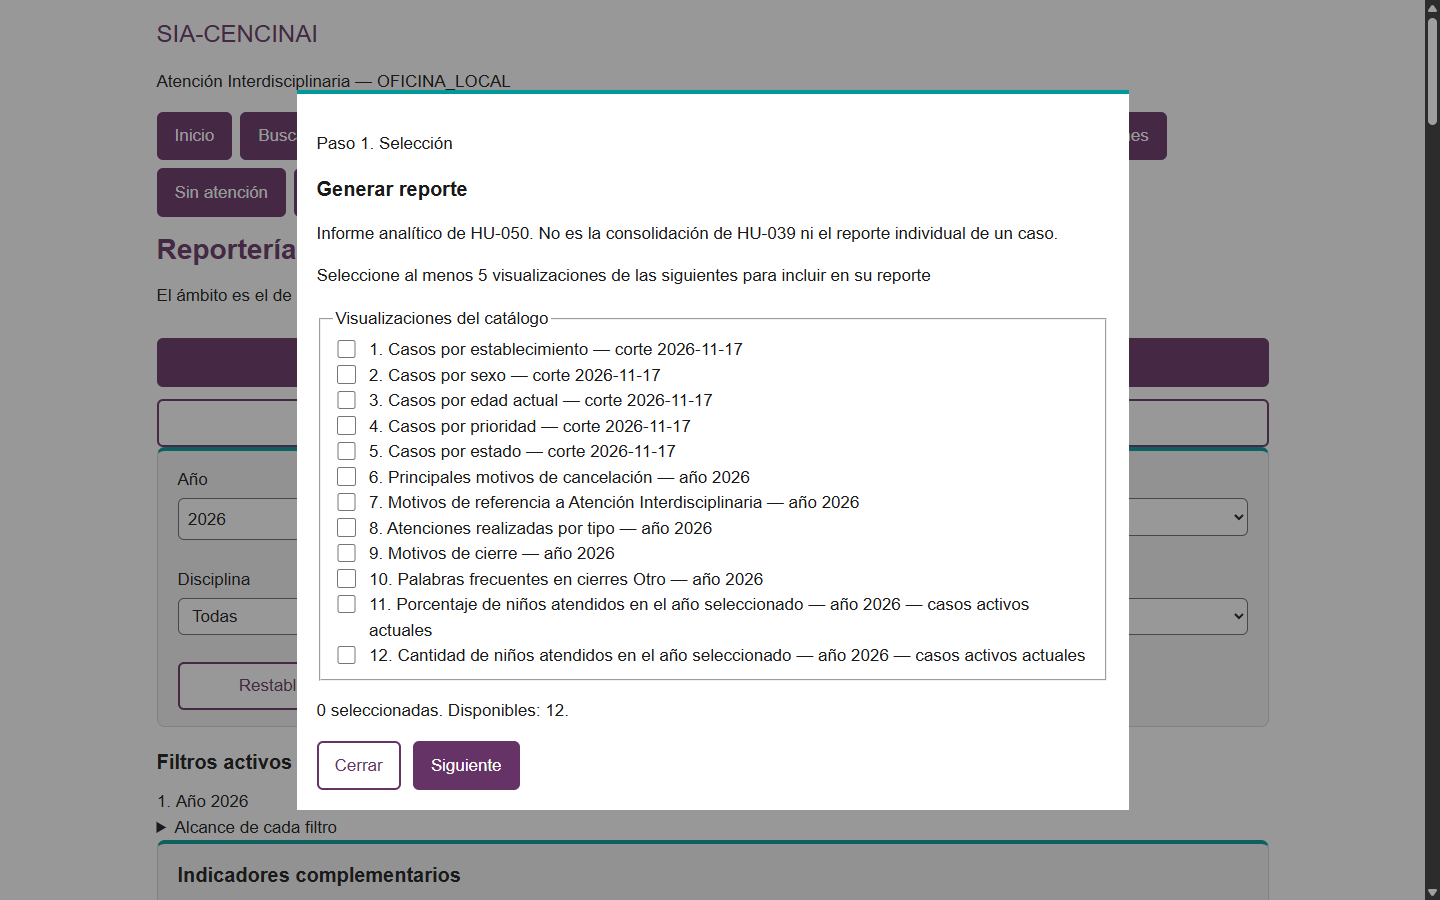 SIA-CENCINAI
Atención Interdisciplinaria — OFICINA_LOCAL
Inicio
Sin atención
Reportería
El ámbito es el de
Año
2026
Disciplina
Todas
Filtros activos
1. Año 2026
Alcance de cada filtro
Indicadores complementarios
Paso 1. Selección
Generar reporte
Informe analítico de HU-050. No es la consolidación de HU-039 ni el reporte individual de un caso.
Seleccione al menos 5 visualizaciones de las siguientes para incluir en su reporte
Visualizaciones del catálogo
1. Casos por establecimiento — corte 2026-11-17
2. Casos por sexo — corte 2026-11-17
3. Casos por edad actual — corte 2026-11-17
4. Casos por prioridad — corte 2026-11-17
5. Casos por estado — corte 2026-11-17
6. Principales motivos de cancelación — año 2026
7. Motivos de referencia a Atención Interdisciplinaria — año 2026
8. Atenciones realizadas por tipo — año 2026
9. Motivos de cierre — año 2026
10. Palabras frecuentes en cierres Otro — año 2026
11. Porcentaje de niños atendidos en el año seleccionado — año 2026 — casos activos
actuales
12. Cantidad de niños atendidos en el año seleccionado — año 2026 — casos activos actuales
0 seleccionadas. Disponibles: 12.
Cerrar
Siguiente